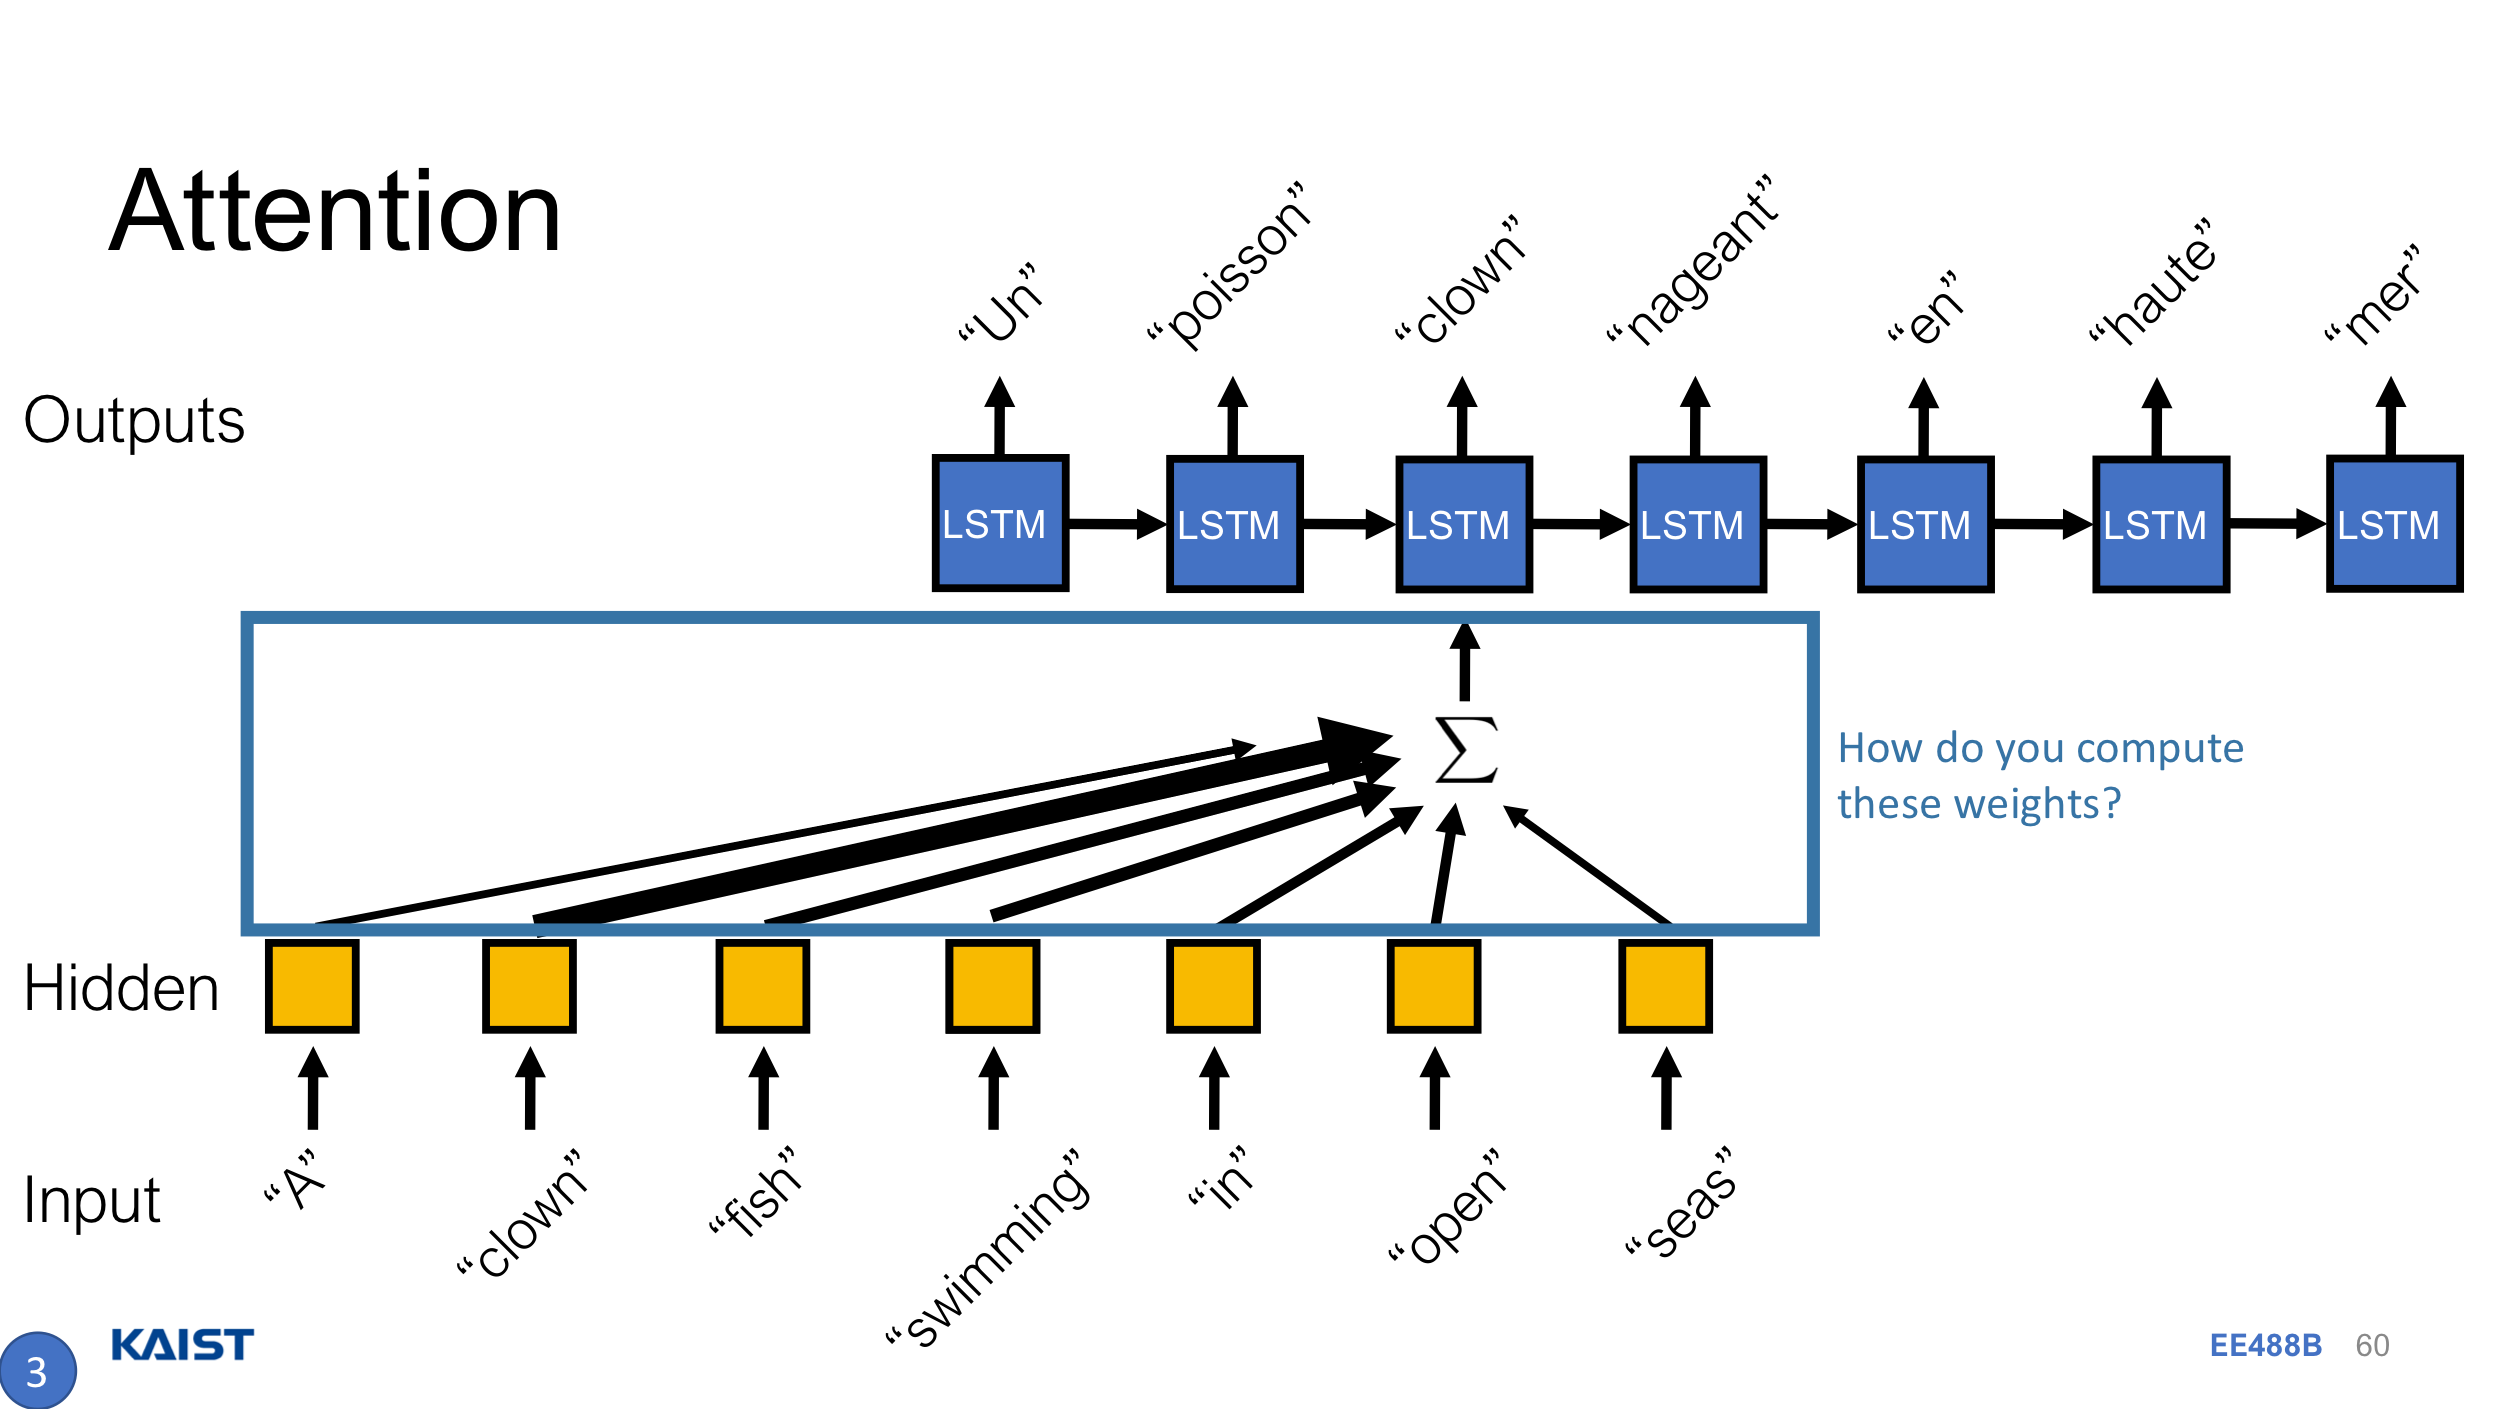 Attention
“Un” “poisson” “clown” “nageant” “en” “haute” “mer”
Outputs
LSTM LSTM LSTM LSTM LSTM LSTM LSTM
∑
How do you compute
these weights?
Hidden
Input
“A” “clown” “fish” “swimming” “in” “open” “seas”
3
KAIST
EE488B 60